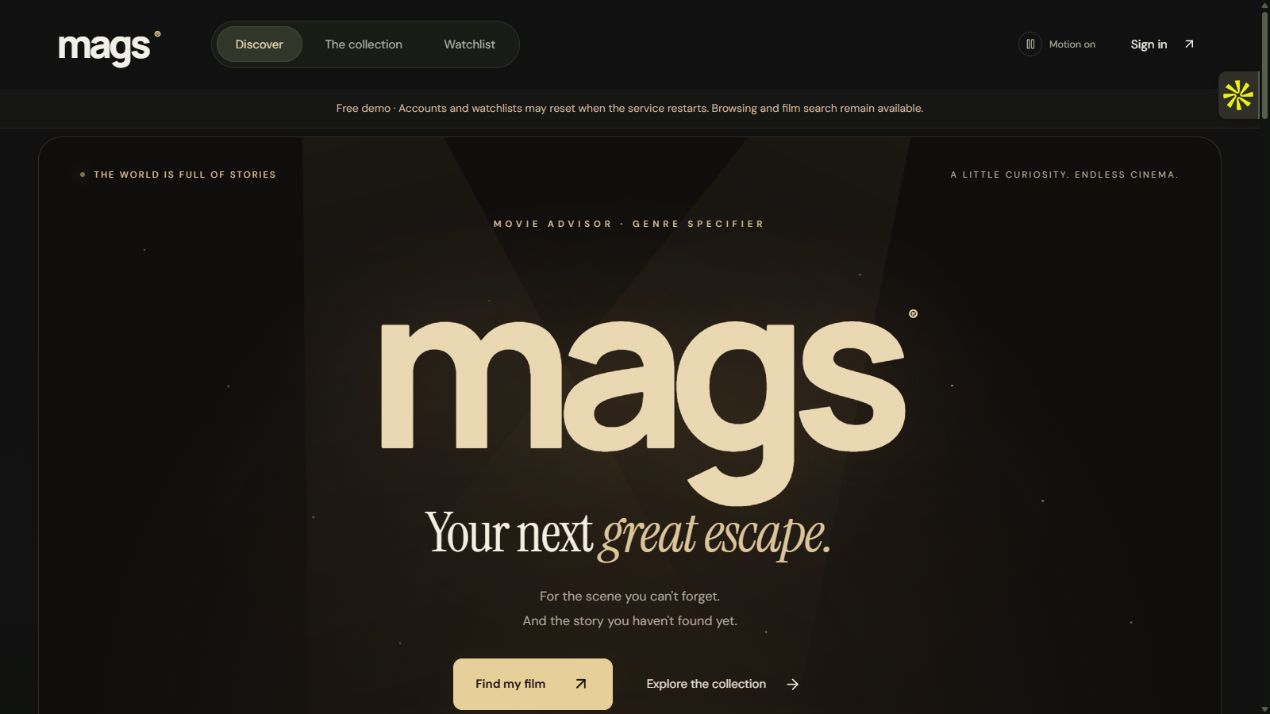 mags®
Discover
The collection
Watchlist
Motion on
Sign in
Free demo · Accounts and watchlists may reset when the service restarts. Browsing and film search remain available.
THE WORLD IS FULL OF STORIES
A LITTLE CURIOSITY. ENDLESS CINEMA.
MOVIE ADVISOR · GENRE SPECIFIER
mags®
Your next great escape.
For the scene you can't forget.
And the story you haven't found yet.
Find my film
Explore the collection